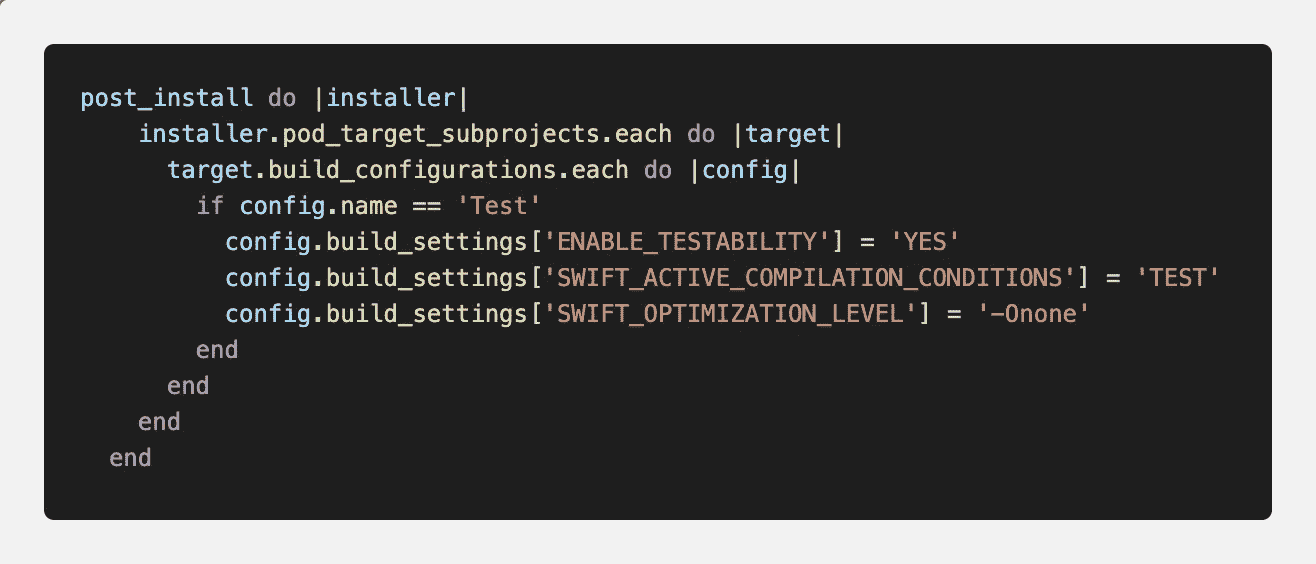 post_install do |installer|
    installer.pod_target_subprojects.each do |target|
      target.build_configurations.each do |config|
        if config.name == 'Test'
          config.build_settings['ENABLE_TESTABILITY'] = 'YES'
          config.build_settings['SWIFT_ACTIVE_COMPILATION_CONDITIONS'] = 'TEST'
          config.build_settings['SWIFT_OPTIMIZATION_LEVEL'] = '-Onone'
        end
      end
    end
  end